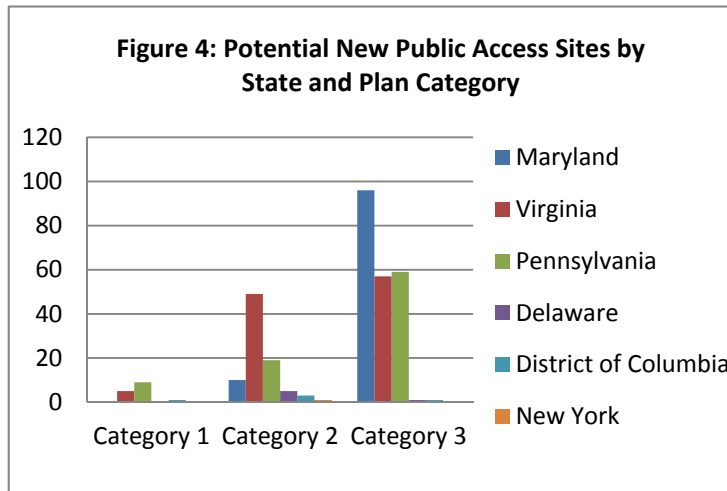 Figure 4: Potential New Public Access Sites by
State and Plan Category
120
100
80
60
40
20
0
Category 1 Category 2 Category 3
Maryland
Virginia
Pennsylvania
Delaware
District of Columbia
New York